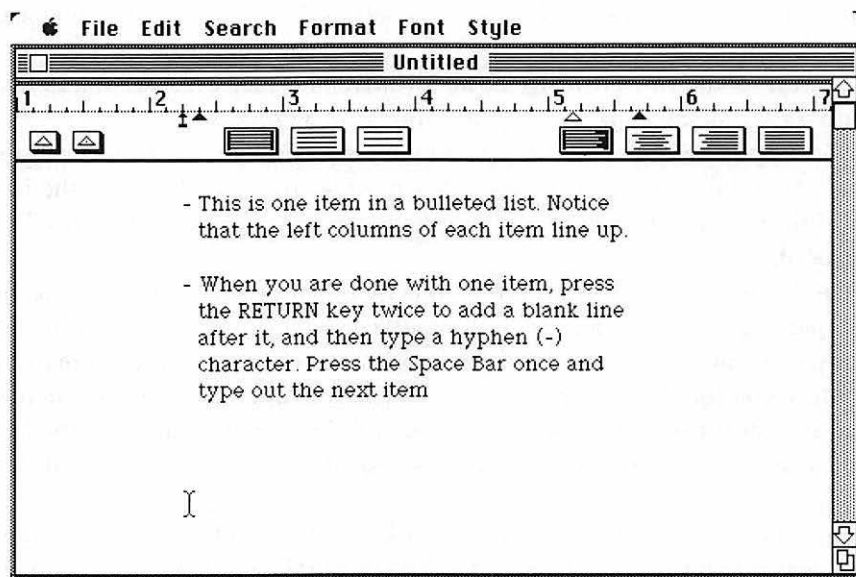 File Edit Search Format Font Style
Untitled
1 2 3 4 5 6 7
- This is one item in a bulleted list. Notice
that the left columns of each item line up.
- When you are done with one item, press
the RETURN key twice to add a blank line
after it, and then type a hyphen (-)
character. Press the Space Bar once and
type out the next item